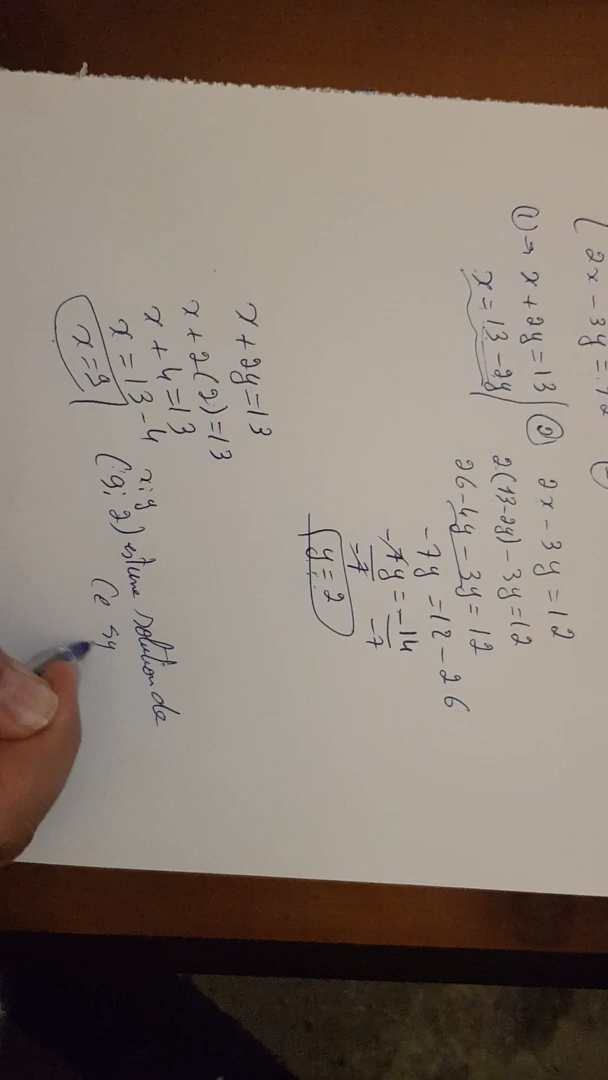 2x - 3y = 12
① → x + 2y = 13
x = 13 - 2y
② 2x - 3y = 12
2(13-2y) - 3y = 12
26 - 4y - 3y = 12
-7y = 12 - 26
-7y = -14
-7 -7
y = 2
x + 2y = 13
x + 2(2) = 13
x + 4 = 13
x = 13 - 4
x = 9
x i y
(9; 2) est une solution de
Ce sy